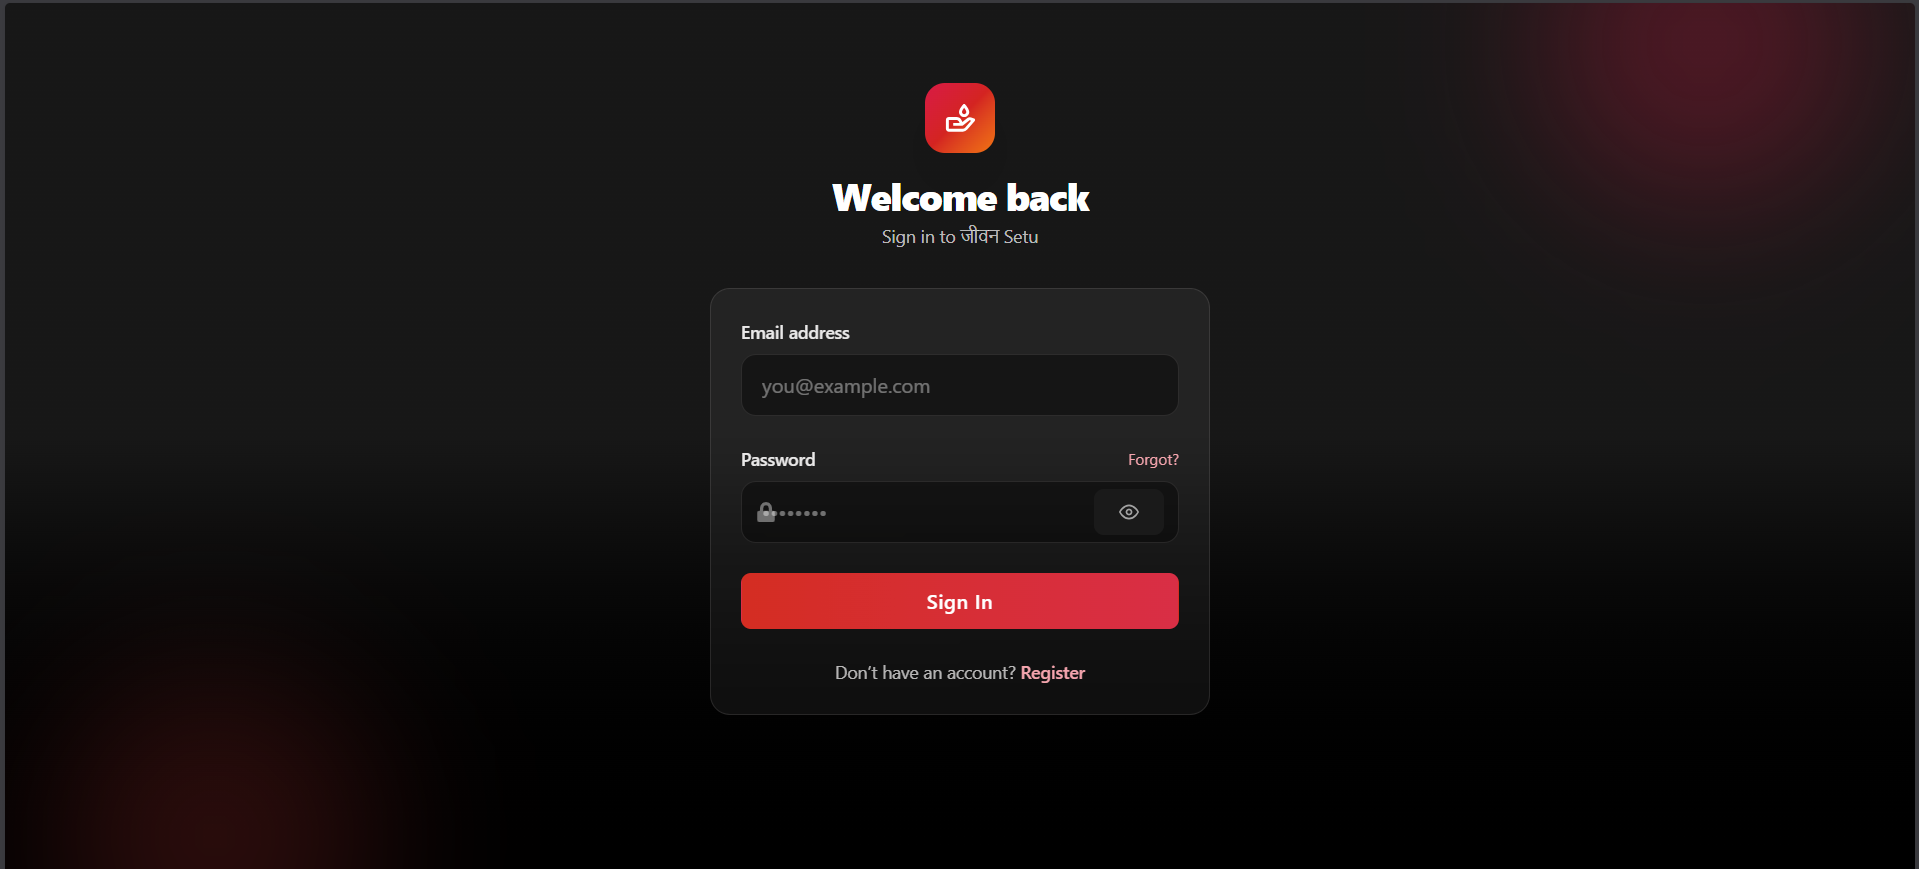 Welcome back
Sign in to जीवन Setu
Email address
you@example.com
Password Forgot?
••••••••
Sign In
Don’t have an account? Register